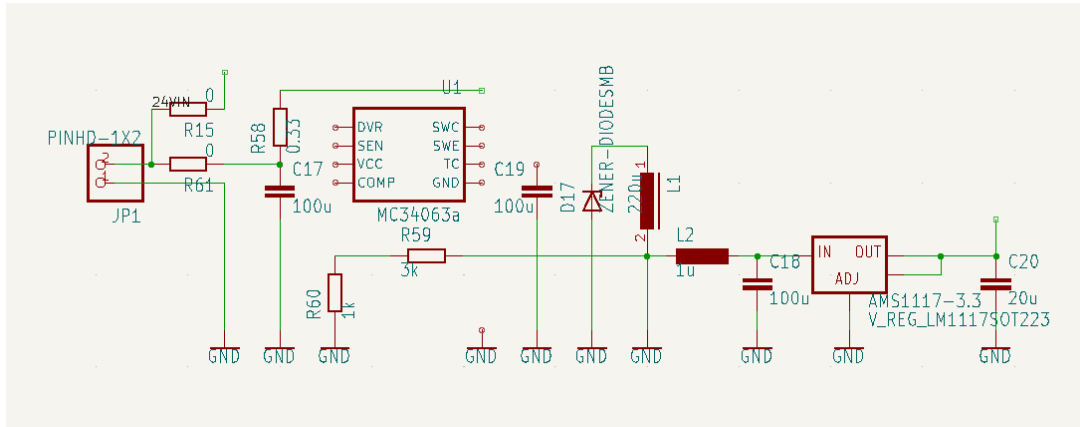 24VIN
0
R15
PINHD-1X2
2
1
JP1
0
R61
R58
0.33
C17
100u
U1
DVR
SEN
VCC
COMP
SWC
SWE
TC
GND
MC34063a
R59
3k
R60
1k
C19
100u
D17
ZENER-DIODESMB
220u
L1
1
2
L2
1u
C18
100u
IN
OUT
ADJ
AMS1117-3.3
V_REG_LM1117SOT223
C20
20u
GND
GND
GND
GND
GND
GND
GND
GND
GND
GND